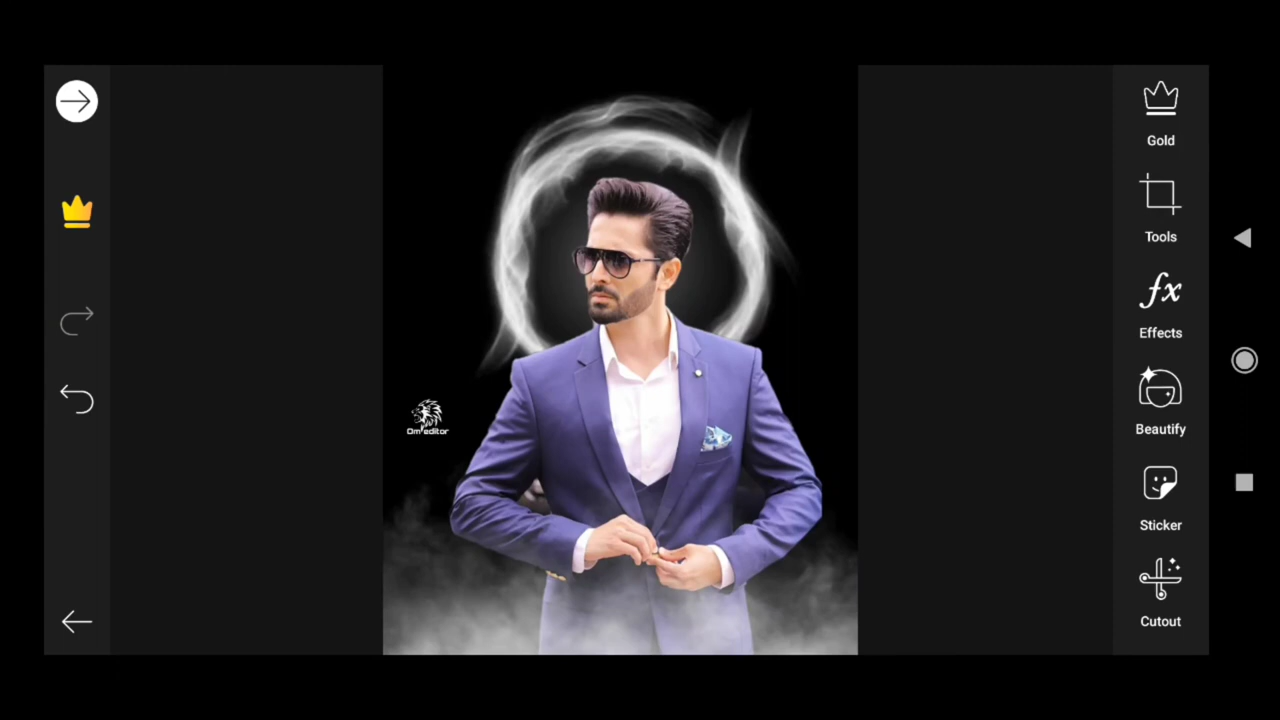 Gold
Tools
fx
Effects
Beautify
Sticker
Cutout
Om editor